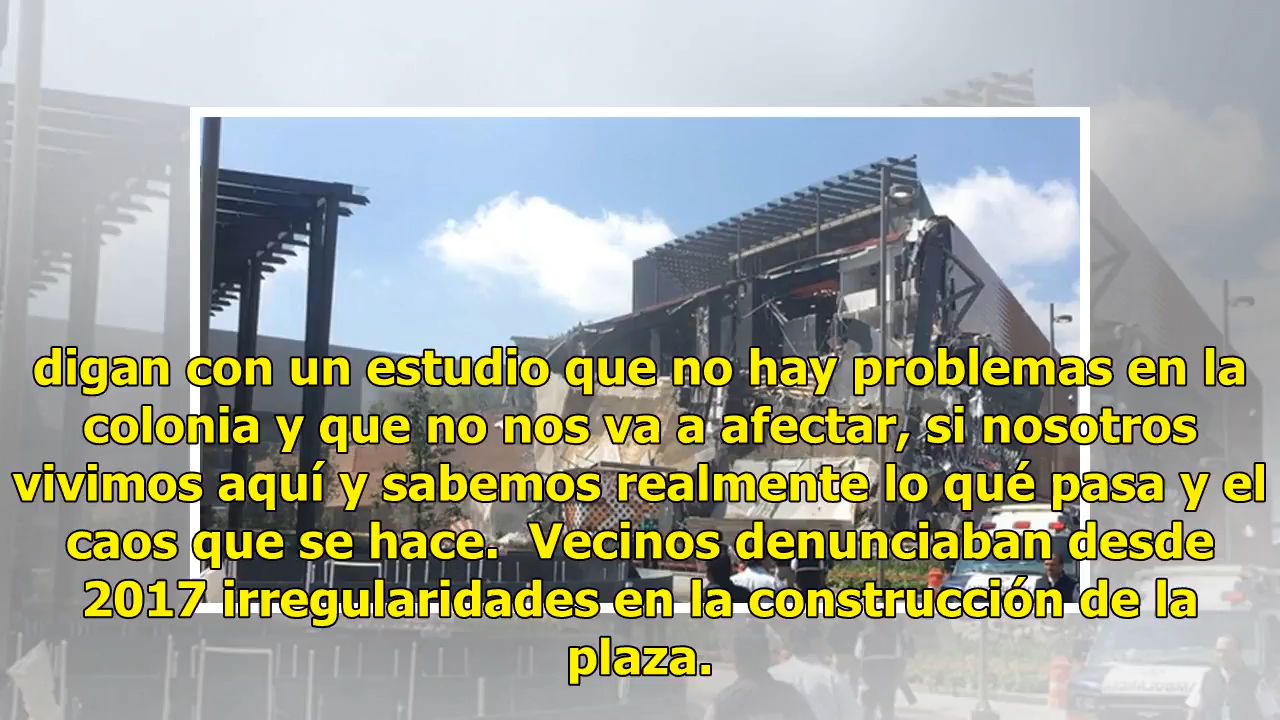 digan con un estudio que no hay problemas en la
colonia y que no nos va a afectar, si nosotros
vivimos aquí y sabemos realmente lo qué pasa y el
caos que se hace.  Vecinos denunciaban desde
2017 irregularidades en la construcción de la
plaza.